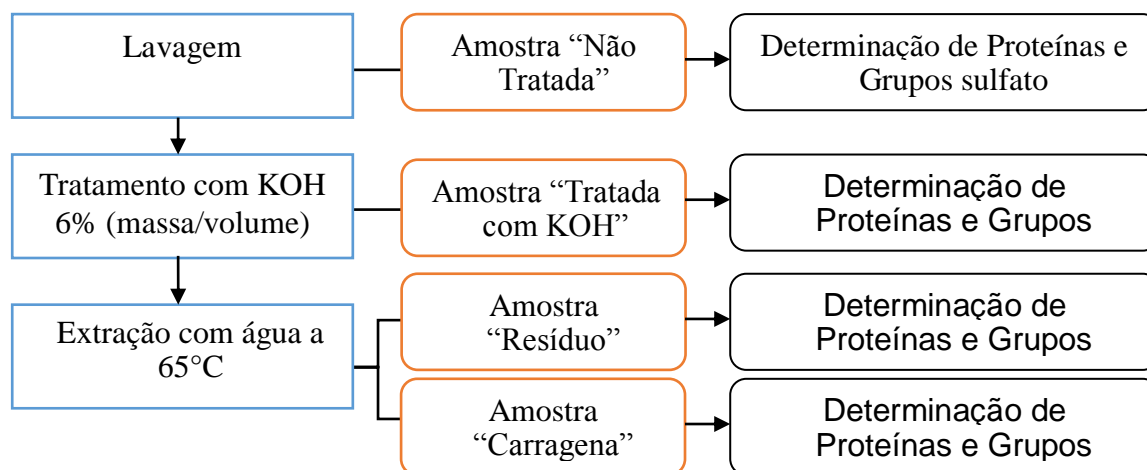 Lavagem
Amostra “Não
Tratada”
Determinação de Proteínas e
Grupos sulfato
Tratamento com KOH
6% (massa/volume)
Amostra “Tratada
com KOH”
Determinação de
Proteínas e Grupos
Extração com água a
65°C
Amostra
“Resíduo”
Determinação de
Proteínas e Grupos
Amostra
“Carragena”
Determinação de
Proteínas e Grupos